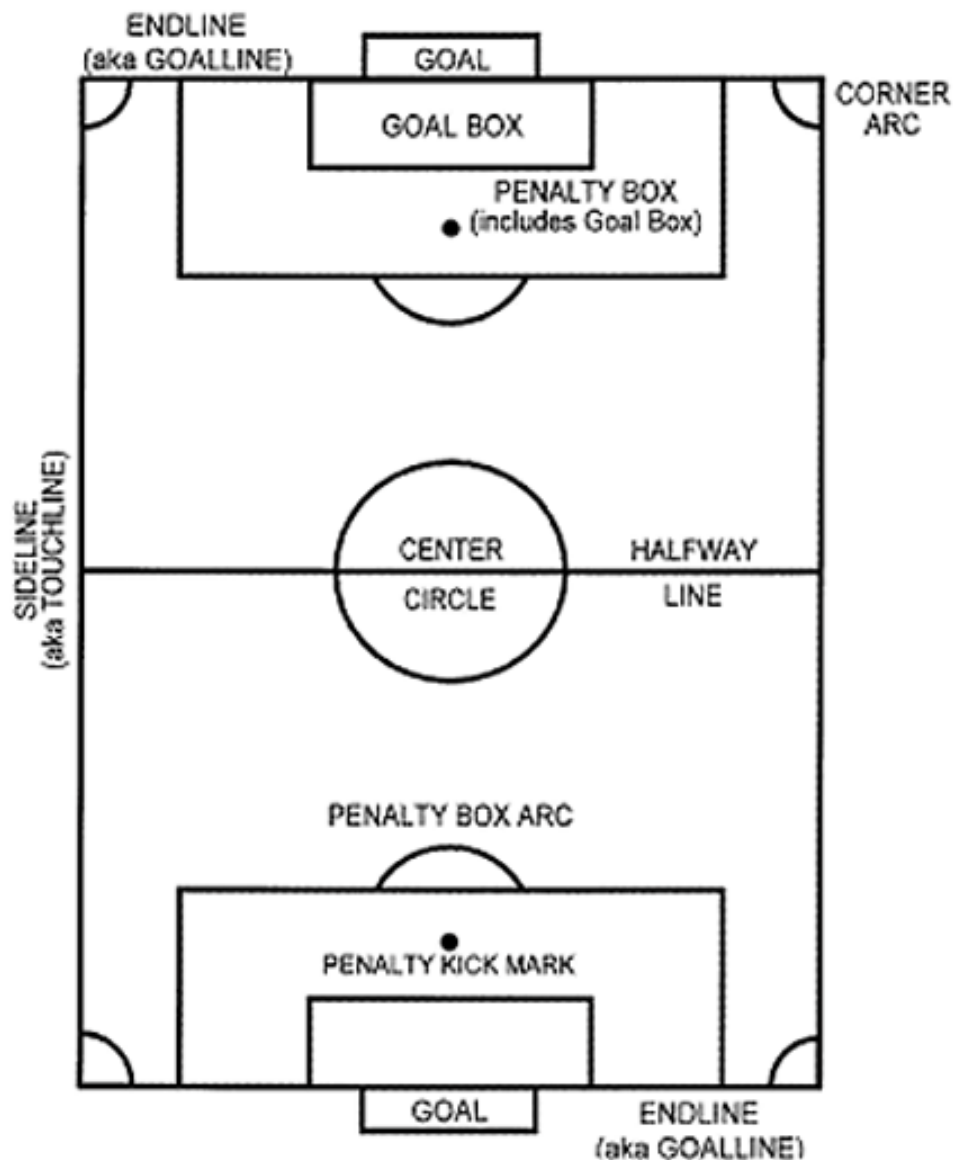 ENDLINE
(aka GOALLINE)
GOAL
CORNER
ARC
GOAL BOX
PENALTY BOX
(includes Goal Box)
SIDELINE
(aka TOUCHLINE)
CENTER
CIRCLE
HALFWAY
LINE
PENALTY BOX ARC
PENALTY KICK MARK
GOAL
ENDLINE
(aka GOALLINE)